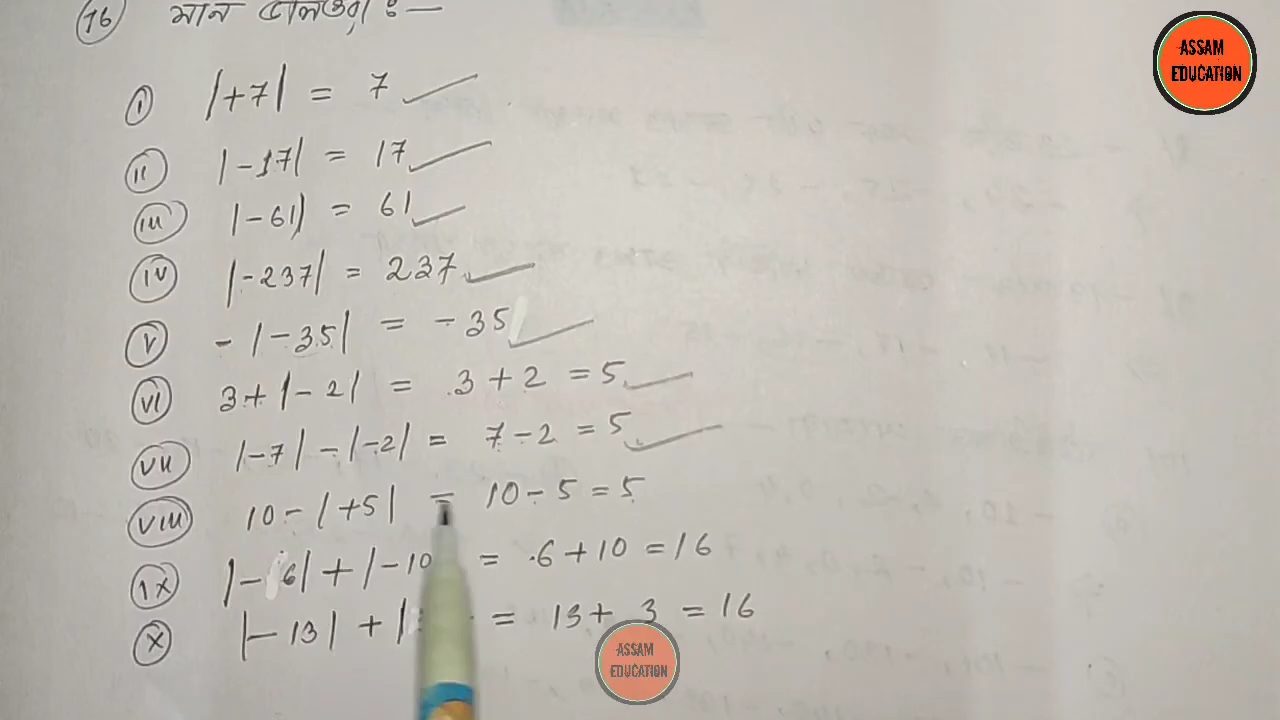 16 মান উলিওৱা :—
ASSAM
EDUCATION
i |+7| = 7
ii |-17| = 17
iii |-61| = 61
iv |-237| = 237
v -|-35| = -35
vi 3+|-2| = 3+2 = 5
vii |-7|-|-2| = 7-2 = 5
viii 10-|+5| = 10-5 = 5
ix |-6|+|-10 = 6+10 = 16
x |-13|+| = 13+3 = 16
ASSAM
EDUCATION